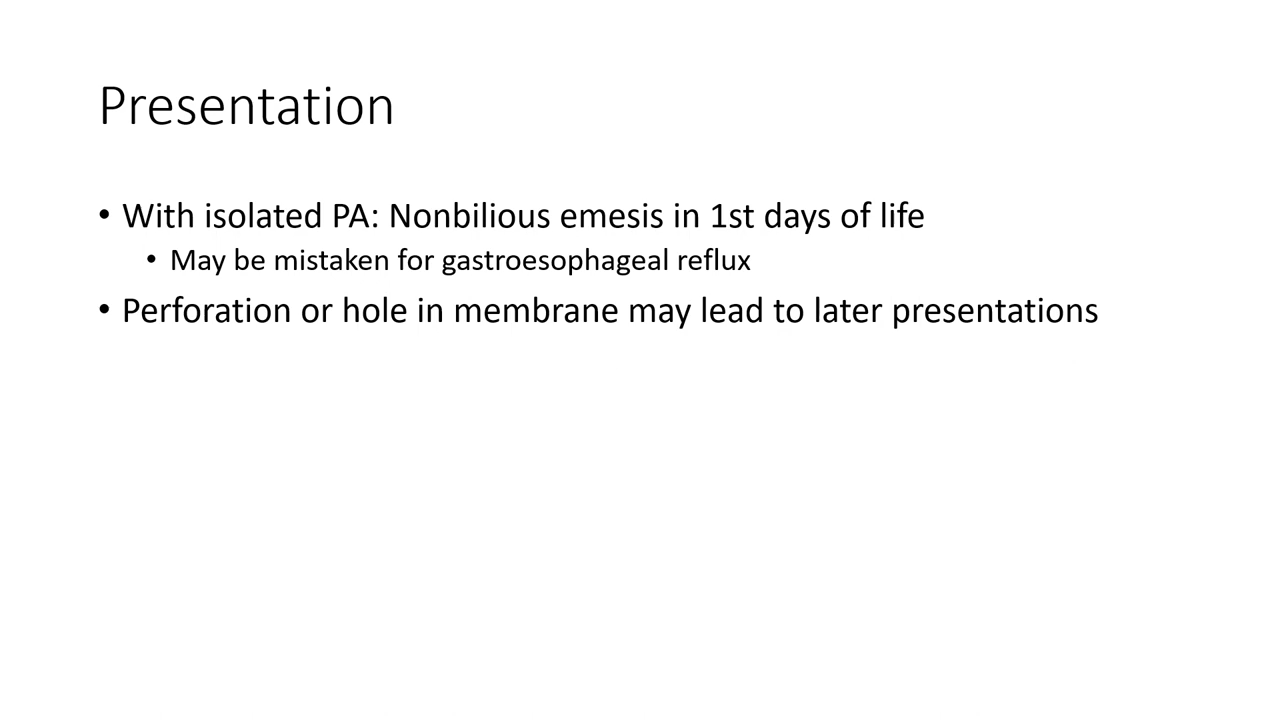 Presentation
• With isolated PA: Nonbilious emesis in 1st days of life
• May be mistaken for gastroesophageal reflux
• Perforation or hole in membrane may lead to later presentations